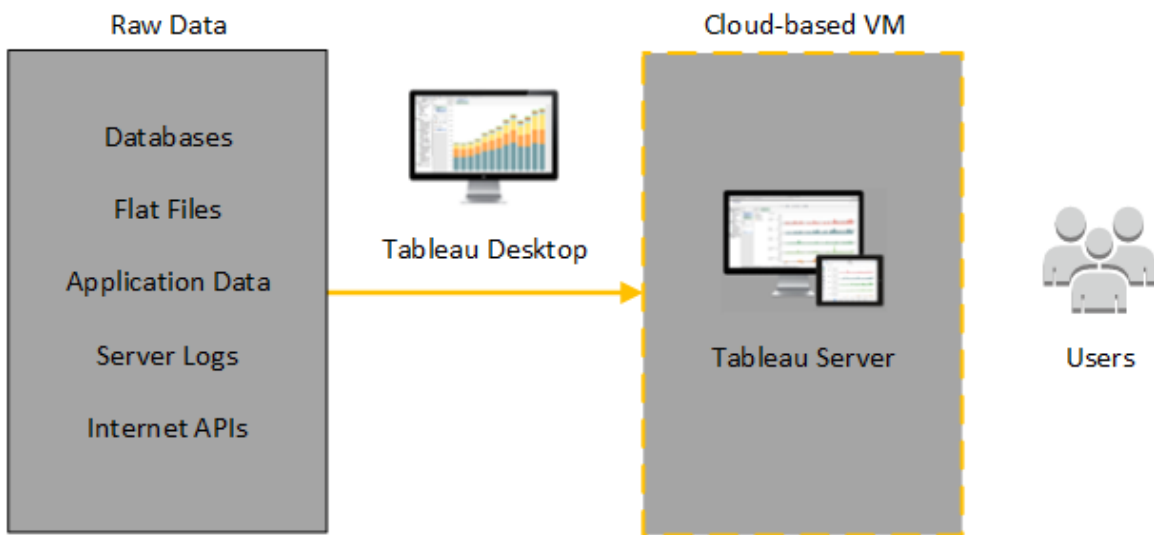 Raw Data
Databases
Flat Files
Application Data
Server Logs
Internet APIs
Tableau Desktop
Cloud-based VM
Tableau Server
Users